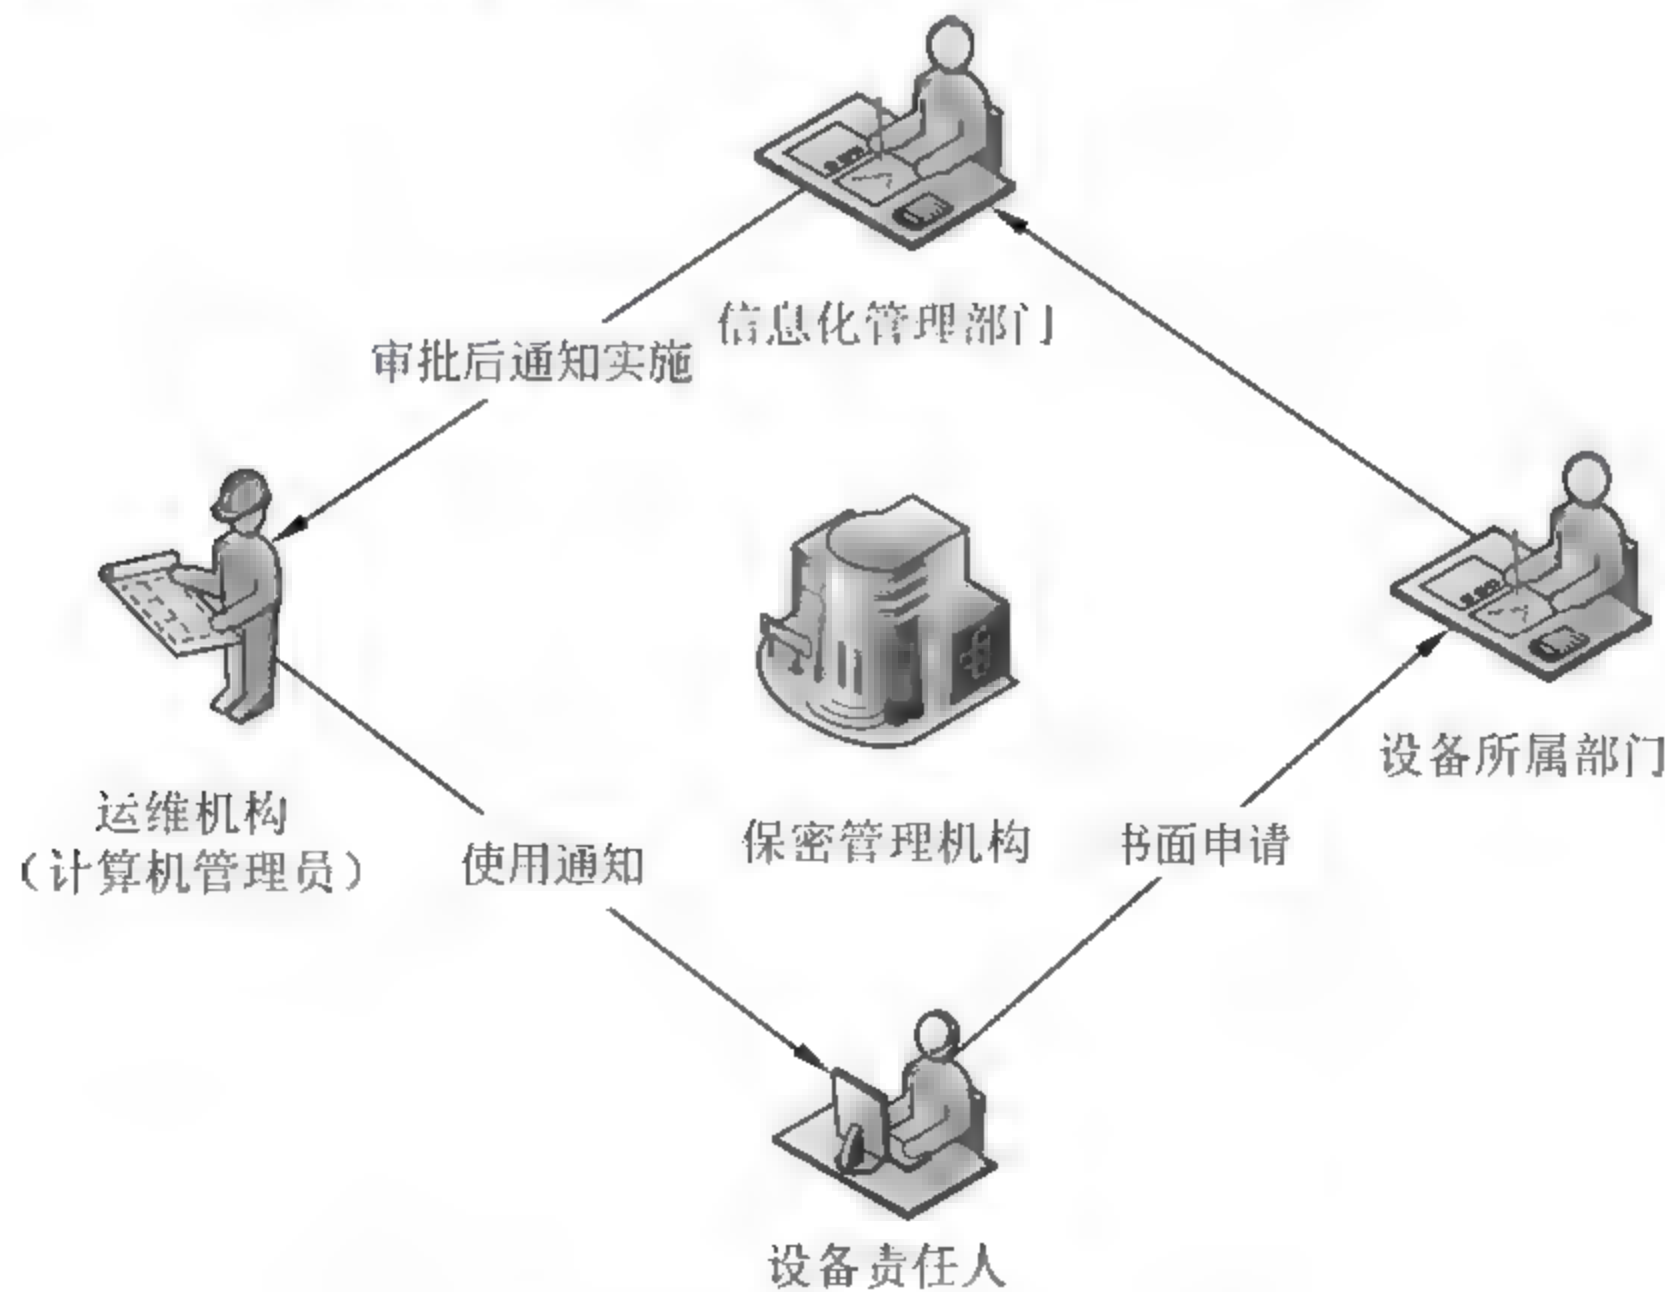 信息化管理部门
审批后通知实施
设备所属部门
运维机构
（计算机管理员）
保密管理机构
书面申请
使用通知
设备责任人